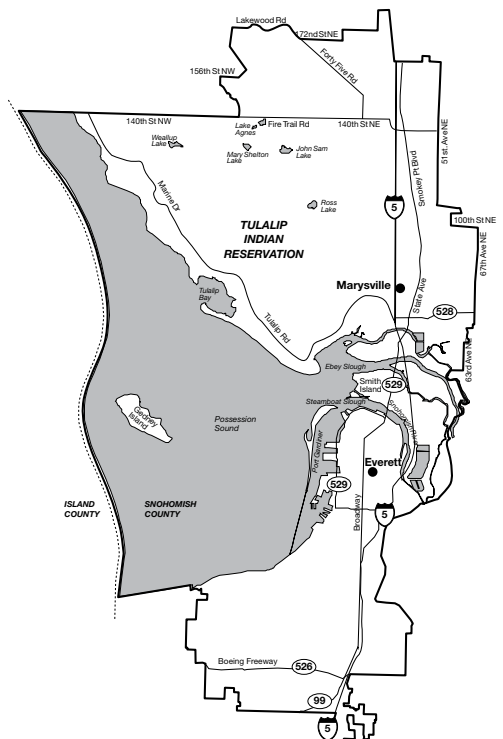 Lakewood Rd
172nd St NE
Forty Five Rd
156th St NW
140th St NW
Lake
Agnes
Fire Trail Rd
140th St NE
Weallup
Lake
Mary Shelton
Lake
John Sam
Lake
51st. Ave NE
Smokey Pt Blvd
Marine Dr
Ross
Lake
5
100th St NE
TULALIP
INDIAN
RESERVATION
67th Ave NE
Tulalip
Bay
Marysville
State Ave
528
Tulalip Rd
63rd Ave NE
Ebey Slough
Smith
Island
529
Steamboat Slough
Gedney
Island
Possession
Sound
Port Gardner
Everett
529
Broadway
5
ISLAND
COUNTY
SNOHOMISH
COUNTY
Boeing Freeway
526
99
5